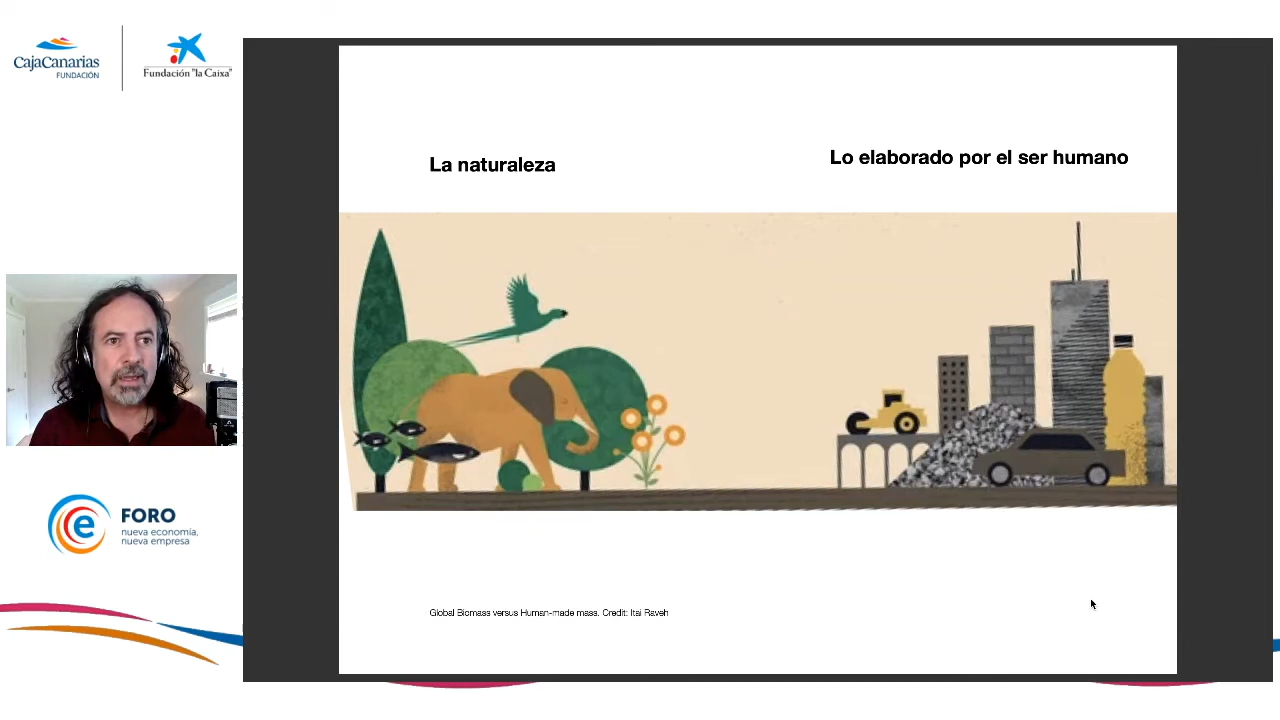 CajaCanarias
FUNDACIÓN
Fundación "la Caixa"
La naturaleza
Lo elaborado por el ser humano
e
FORO
nueva economía,
nueva empresa
Global Biomass versus Human-made mass. Credit: Itai Raveh